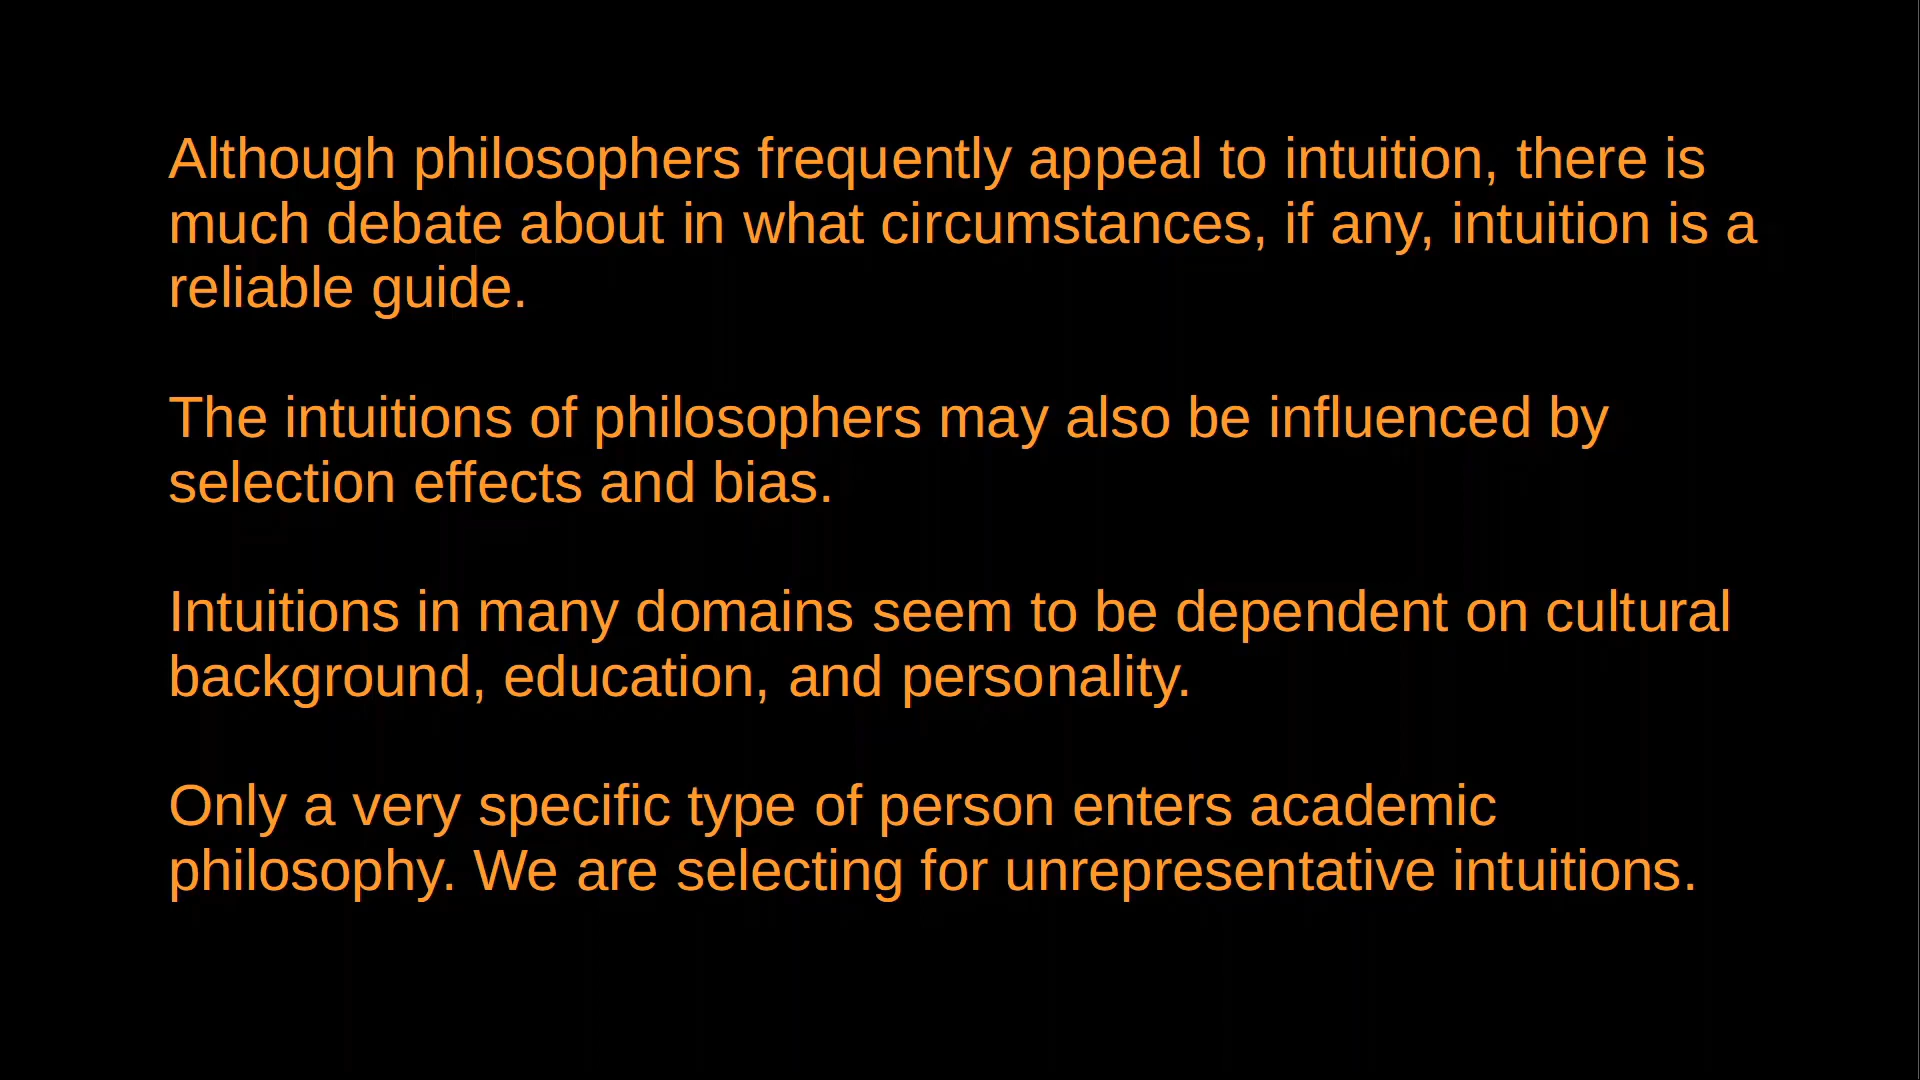 Although philosophers frequently appeal to intuition, there is
much debate about in what circumstances, if any, intuition is a
reliable guide.
The intuitions of philosophers may also be influenced by
selection effects and bias.
Intuitions in many domains seem to be dependent on cultural
background, education, and personality.
Only a very specific type of person enters academic
philosophy. We are selecting for unrepresentative intuitions.